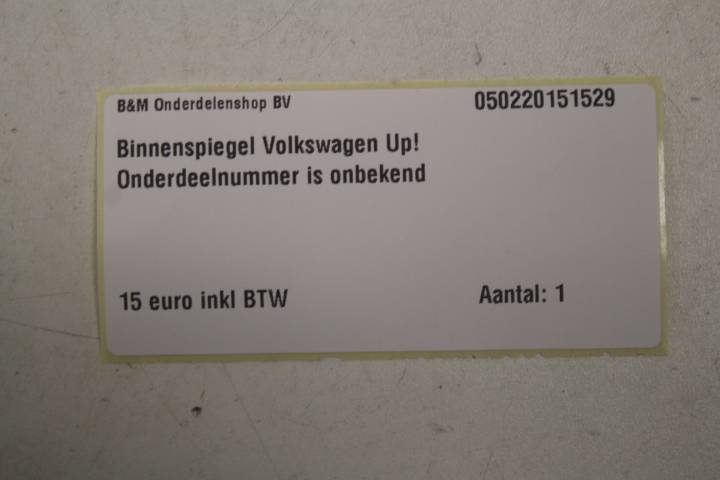 B&M Onderdelenshop BV 050220151529
Binnenspiegel Volkswagen Up!
Onderdeelnummer is onbekend
15 euro inkl BTW Aantal: 1